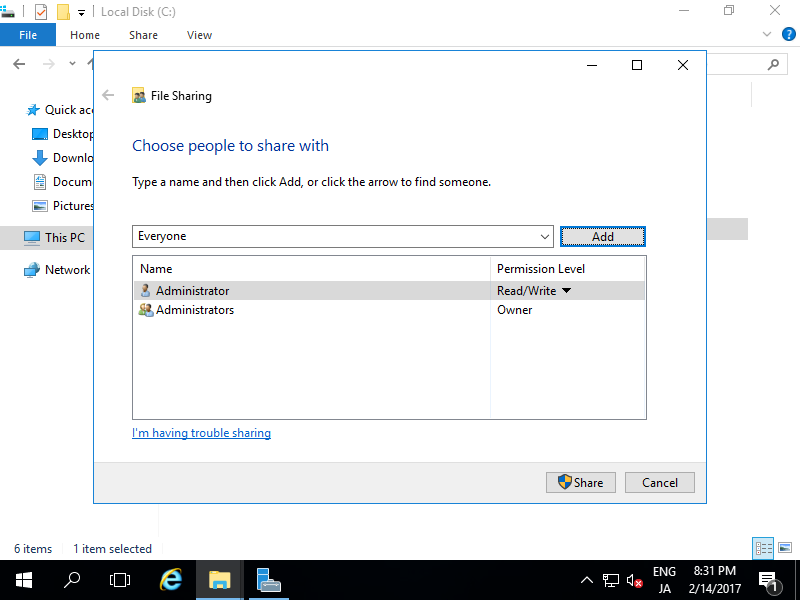 Local Disk (C:)
File Home Share View
Quick acc
Desktop
Downlo
Docum
Pictures
This PC
Network
File Sharing
Choose people to share with
Type a name and then click Add, or click the arrow to find someone.
Everyone Add
Name Permission Level
Administrator Read/Write
Administrators Owner
I'm having trouble sharing
Share Cancel
6 items 1 item selected
ENG 8:31 PM
JA 2/14/2017
1